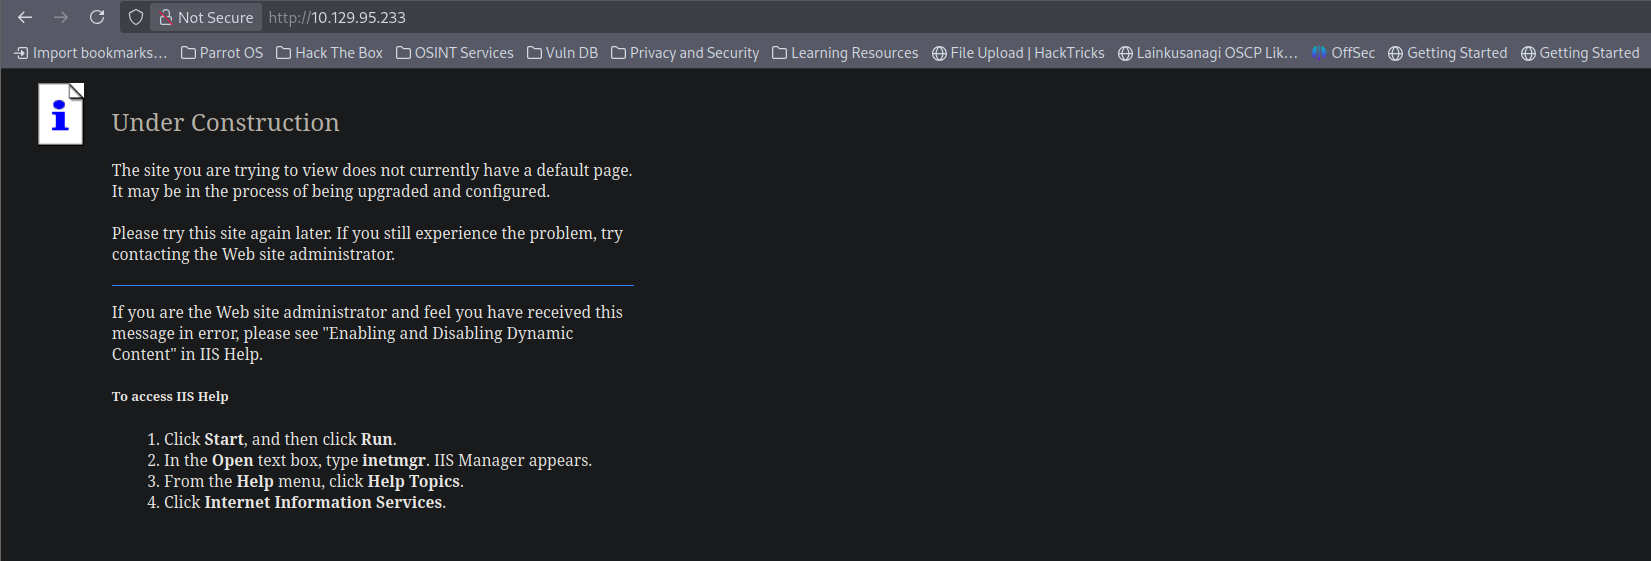 Not Secure http://10.129.95.233
Import bookmarks... Parrot OS Hack The Box OSINT Services Vuln DB Privacy and Security Learning Resources File Upload | HackTricks Lainkusanagi OSCP Lik... OffSec Getting Started Getting Started
Under Construction
The site you are trying to view does not currently have a default page.
It may be in the process of being upgraded and configured.
Please try this site again later. If you still experience the problem, try
contacting the Web site administrator.
If you are the Web site administrator and feel you have received this
message in error, please see "Enabling and Disabling Dynamic
Content" in IIS Help.
To access IIS Help
1. Click Start, and then click Run.
2. In the Open text box, type inetmgr. IIS Manager appears.
3. From the Help menu, click Help Topics.
4. Click Internet Information Services.